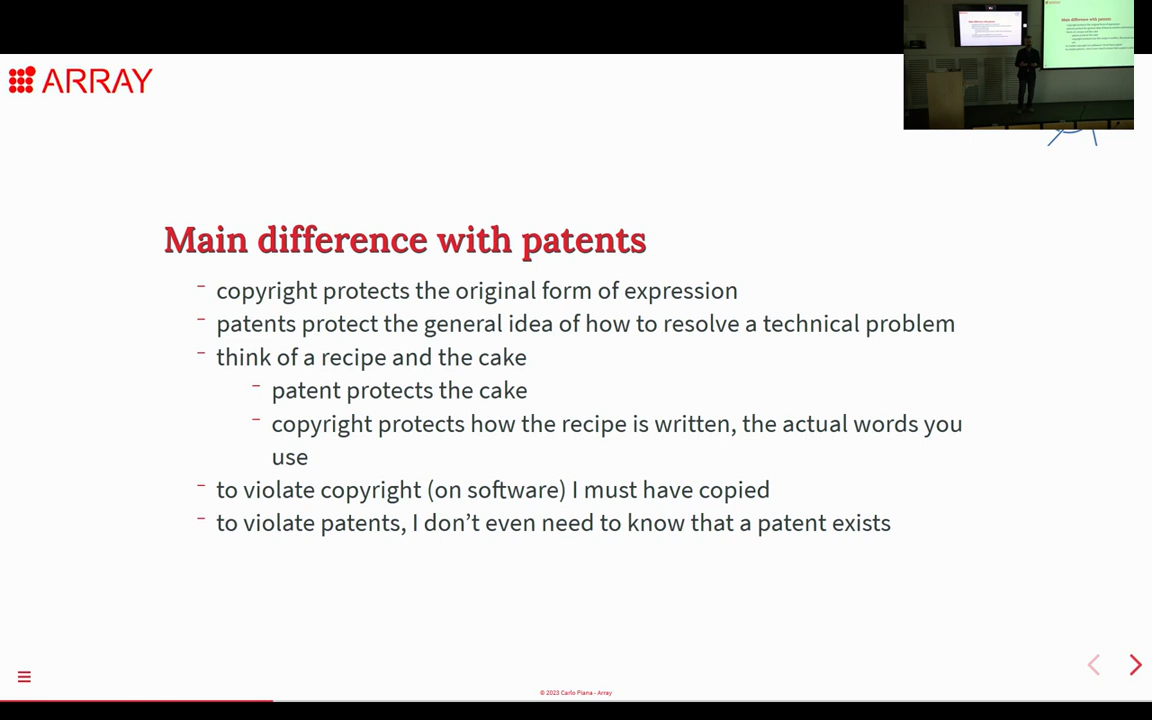 ARRAY
Main difference with patents
- copyright protects the original form of expression
- patents protect the general idea of how to resolve a technical problem
- think of a recipe and the cake
- patent protects the cake
- copyright protects how the recipe is written, the actual words you
use
- to violate copyright (on software) I must have copied
- to violate patents, I don’t even need to know that a patent exists
© 2023 Carlo Piana - Array